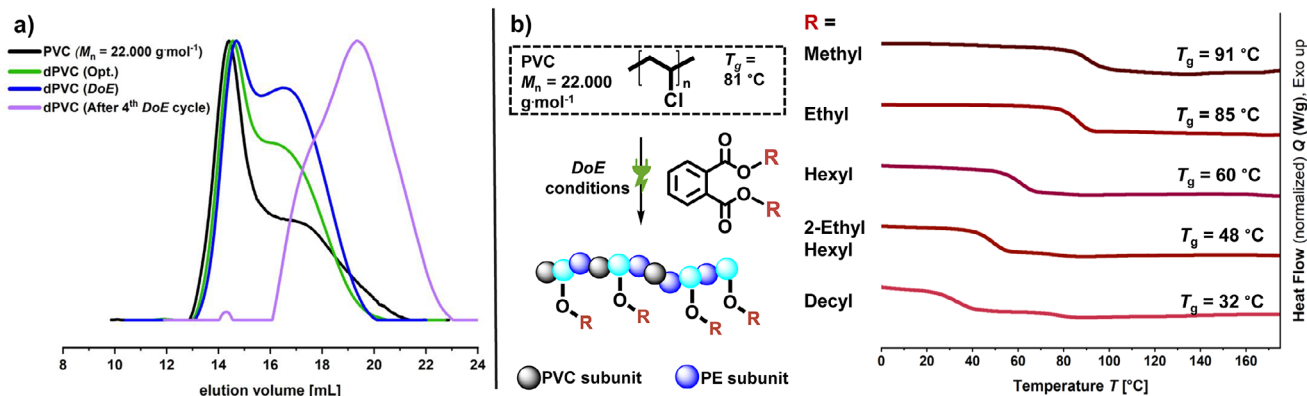 a)
PVC (Mn = 22.000 g·mol-1)
dPVC (Opt.)
dPVC (DoE)
dPVC (After 4th DoE cycle)
8 10 12 14 16 18 20 22 24
elution volume [mL]
b)
PVC
Mn = 22.000
g·mol-1
n
Cl
Tg =
81 °C
DoE
conditions
O
O
R
O
O
R
O
R
O
R
O
R
O
R
PVC subunit
PE subunit
R =
Methyl
Tg = 91 °C
Ethyl
Tg = 85 °C
Hexyl
Tg = 60 °C
2-Ethyl
Hexyl
Tg = 48 °C
Decyl
Tg = 32 °C
0 20 40 60 80 100 120 140 160
Temperature T [°C]
Heat Flow (normalized) Q (W/g), Exo up